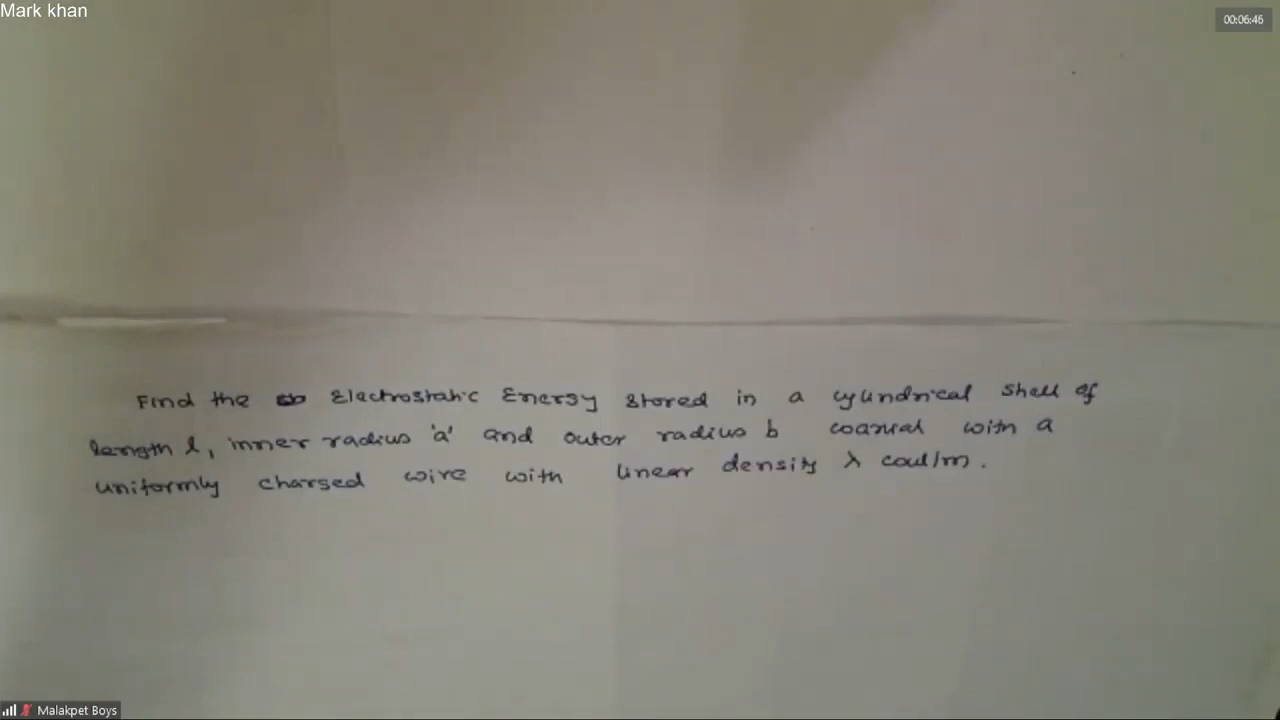 Mark khan
00:06:46
Find the Electrostatic Energy stored in a cylindrical shell of
length l, inner radius 'a' and outer radius b coaxial with a
uniformly charged wire with linear density λ coul/m.
Malakpet Boys